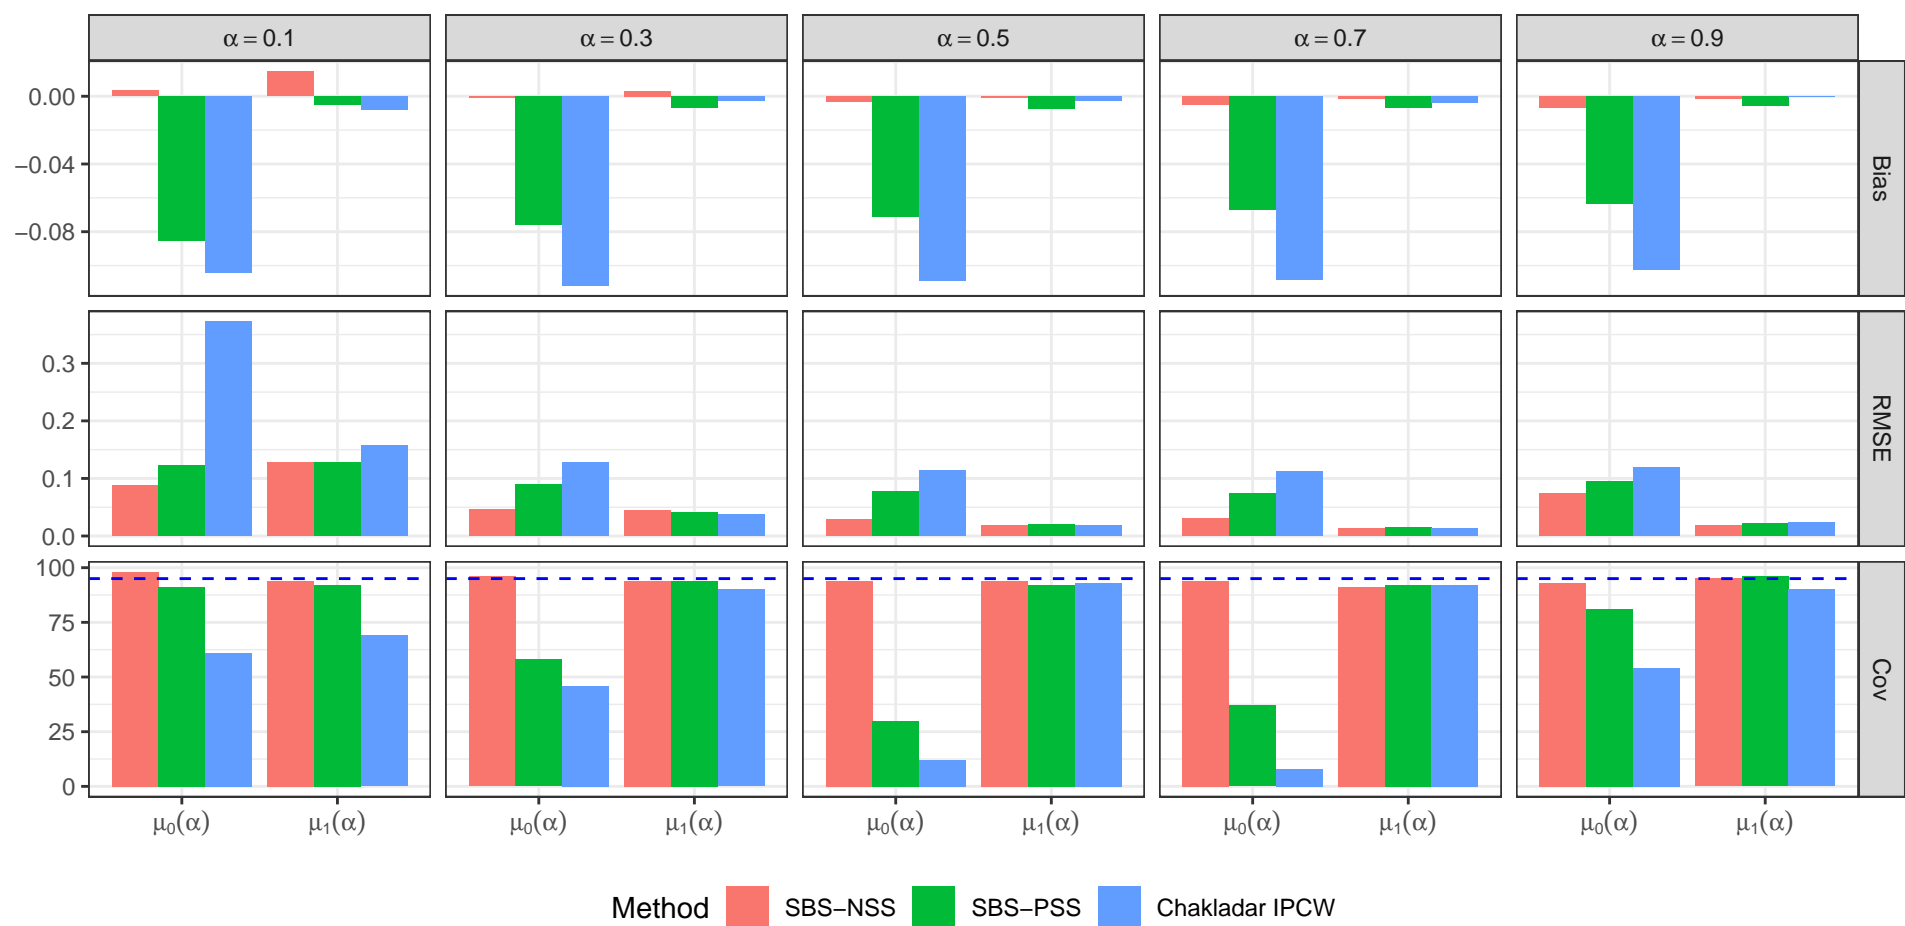 α = 0.1 α = 0.3 α = 0.5 α = 0.7 α = 0.9
0.00
−0.04
−0.08
Bias
0.3
0.2
0.1
0.0
RMSE
100
75
50
25
0
Cov
μ₀(α) μ₁(α) μ₀(α) μ₁(α) μ₀(α) μ₁(α) μ₀(α) μ₁(α) μ₀(α) μ₁(α)
Method SBS−NSS SBS−PSS Chakladar IPCW